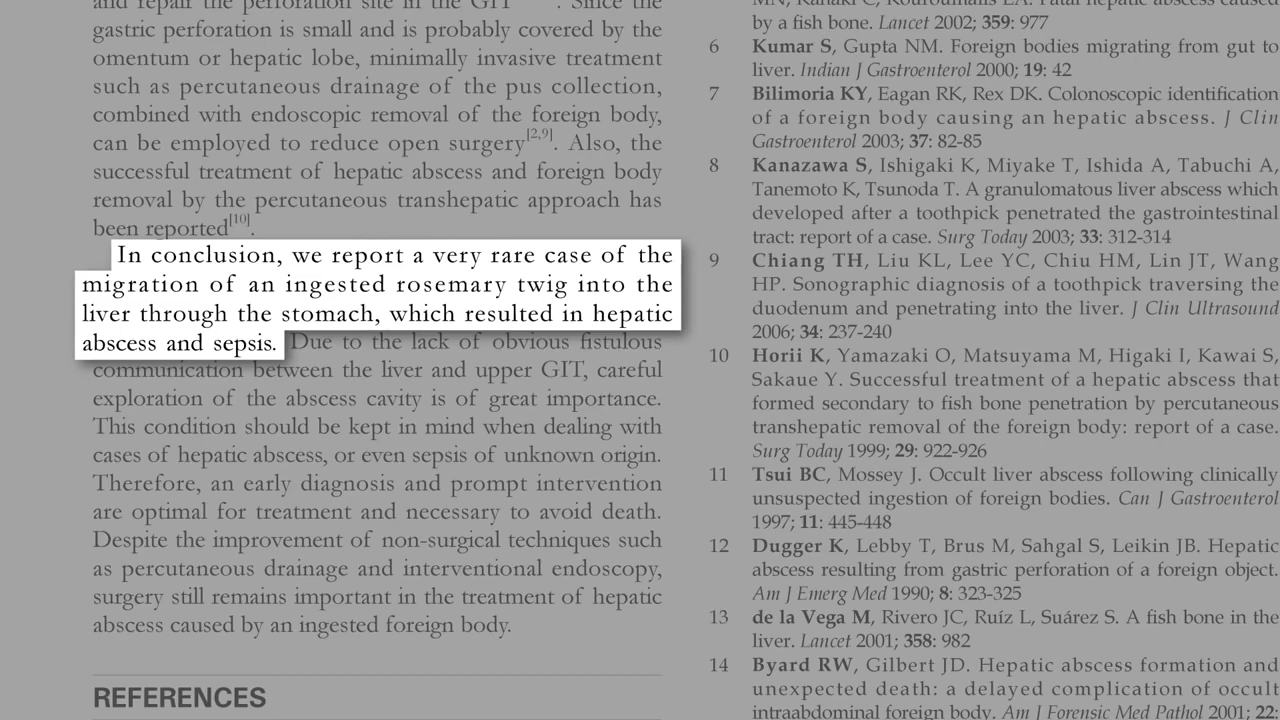 and repair the perforation site in the GIT . Since the
gastric perforation is small and is probably covered by the
omentum or hepatic lobe, minimally invasive treatment
such as percutaneous drainage of the pus collection,
combined with endoscopic removal of the foreign body,
can be employed to reduce open surgery[2,9]. Also, the
successful treatment of hepatic abscess and foreign body
removal by the percutaneous transhepatic approach has
been reported[10].
In conclusion, we report a very rare case of the
migration of an ingested rosemary twig into the
liver through the stomach, which resulted in hepatic
abscess and sepsis. Due to the lack of obvious fistulous
communication between the liver and upper GIT, careful
exploration of the abscess cavity is of great importance.
This condition should be kept in mind when dealing with
cases of hepatic abscess, or even sepsis of unknown origin.
Therefore, an early diagnosis and prompt intervention
are optimal for treatment and necessary to avoid death.
Despite the improvement of non-surgical techniques such
as percutaneous drainage and interventional endoscopy,
surgery still remains important in the treatment of hepatic
abscess caused by an ingested foreign body.
REFERENCES
MN, Kanaki C, Kouroumalis EA. Fatal hepatic abscess caused
by a fish bone. Lancet 2002; 359: 977
6 Kumar S, Gupta NM. Foreign bodies migrating from gut to
liver. Indian J Gastroenterol 2000; 19: 42
7 Bilimoria KY, Eagan RK, Rex DK. Colonoscopic identification
of a foreign body causing an hepatic abscess. J Clin
Gastroenterol 2003; 37: 82-85
8 Kanazawa S, Ishigaki K, Miyake T, Ishida A, Tabuchi A,
Tanemoto K, Tsunoda T. A granulomatous liver abscess which
developed after a toothpick penetrated the gastrointestinal
tract: report of a case. Surg Today 2003; 33: 312-314
9 Chiang TH, Liu KL, Lee YC, Chiu HM, Lin JT, Wang
HP. Sonographic diagnosis of a toothpick traversing the
duodenum and penetrating into the liver. J Clin Ultrasound
2006; 34: 237-240
10 Horii K, Yamazaki O, Matsuyama M, Higaki I, Kawai S,
Sakaue Y. Successful treatment of a hepatic abscess that
formed secondary to fish bone penetration by percutaneous
transhepatic removal of the foreign body: report of a case.
Surg Today 1999; 29: 922-926
11 Tsui BC, Mossey J. Occult liver abscess following clinically
unsuspected ingestion of foreign bodies. Can J Gastroenterol
1997; 11: 445-448
12 Dugger K, Lebby T, Brus M, Sahgal S, Leikin JB. Hepatic
abscess resulting from gastric perforation of a foreign object.
Am J Emerg Med 1990; 8: 323-325
13 de la Vega M, Rivero JC, Ruíz L, Suárez S. A fish bone in the
liver. Lancet 2001; 358: 982
14 Byard RW, Gilbert JD. Hepatic abscess formation and
unexpected death: a delayed complication of occult
intraabdominal foreign body. Am J Forensic Med Pathol 2001; 22: